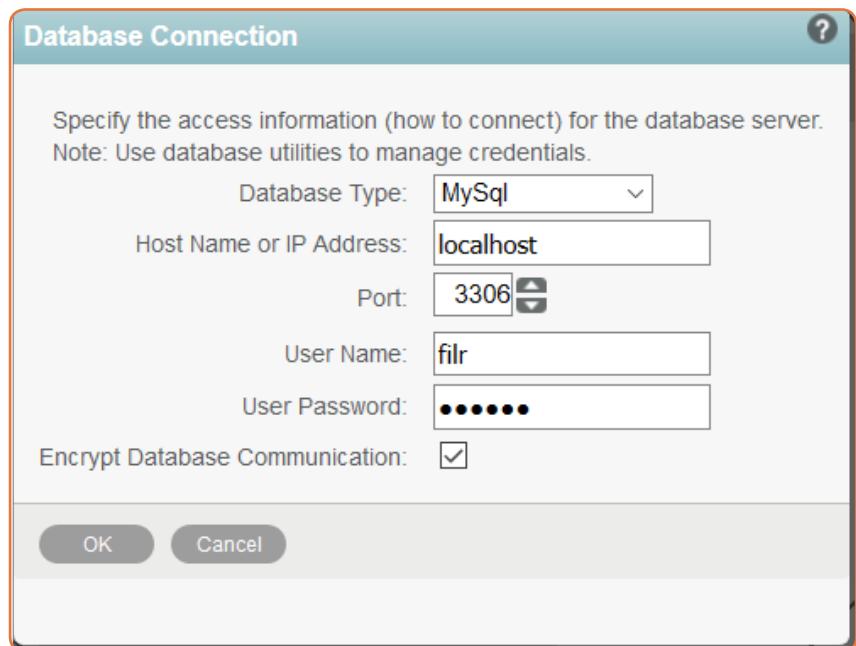 Database Connection
?
Specify the access information (how to connect) for the database server.
Note: Use database utilities to manage credentials.
Database Type: MySql
Host Name or IP Address: localhost
Port: 3306
User Name: filr
User Password: ●●●●●●
Encrypt Database Communication:
OK Cancel